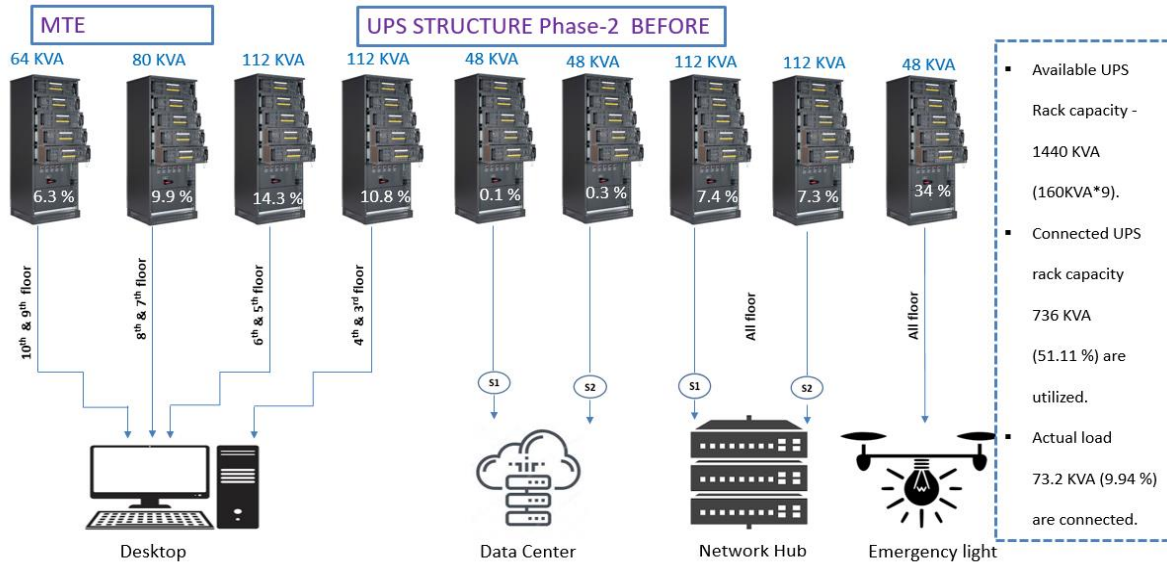 MTE
UPS STRUCTURE Phase-2 BEFORE
64 KVA
80 KVA
112 KVA
112 KVA
48 KVA
48 KVA
112 KVA
112 KVA
48 KVA
6.3 %
9.9 %
14.3 %
10.8 %
0.1 %
0.3 %
7.4 %
7.3 %
34 %
10th & 9th floor
8th & 7th floor
6th & 5th floor
4th & 3rd floor
All floor
All floor
S1
S2
S1
S2
Desktop
Data Center
Network Hub
Emergency light
▪ Available UPS
Rack capacity -
1440 KVA
(160KVA*9).
▪ Connected UPS
rack capacity
736 KVA
(51.11 %) are
utilized.
▪ Actual load
73.2 KVA (9.94 %)
are connected.